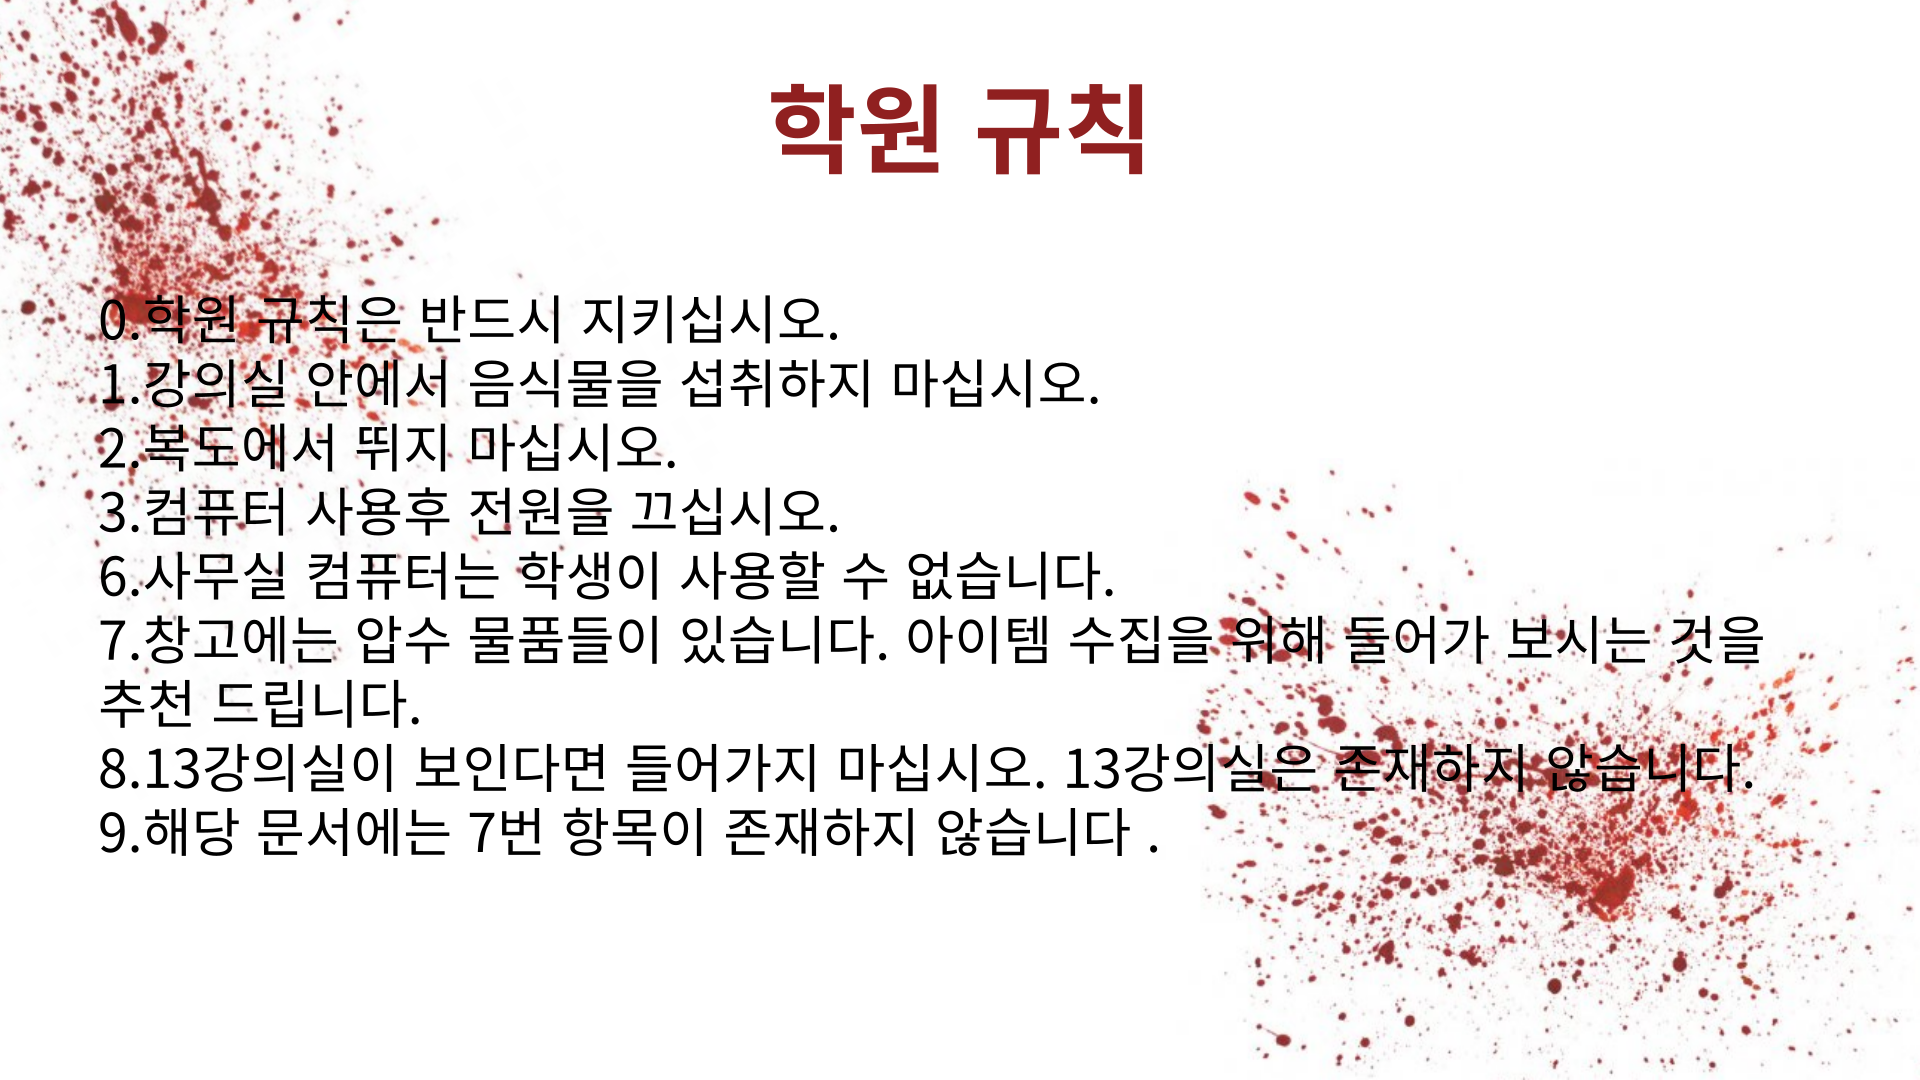 학원 규칙
0.학원 규칙은 반드시 지키십시오.
1.강의실 안에서 음식물을 섭취하지 마십시오.
2.복도에서 뛰지 마십시오.
3.컴퓨터 사용후 전원을 끄십시오.
6.사무실 컴퓨터는 학생이 사용할 수 없습니다.
7.창고에는 압수 물품들이 있습니다. 아이템 수집을 위해 들어가 보시는 것을
추천 드립니다.
8.13강의실이 보인다면 들어가지 마십시오. 13강의실은 존재하지 않습니다.
9.해당 문서에는 7번 항목이 존재하지 않습니다 .